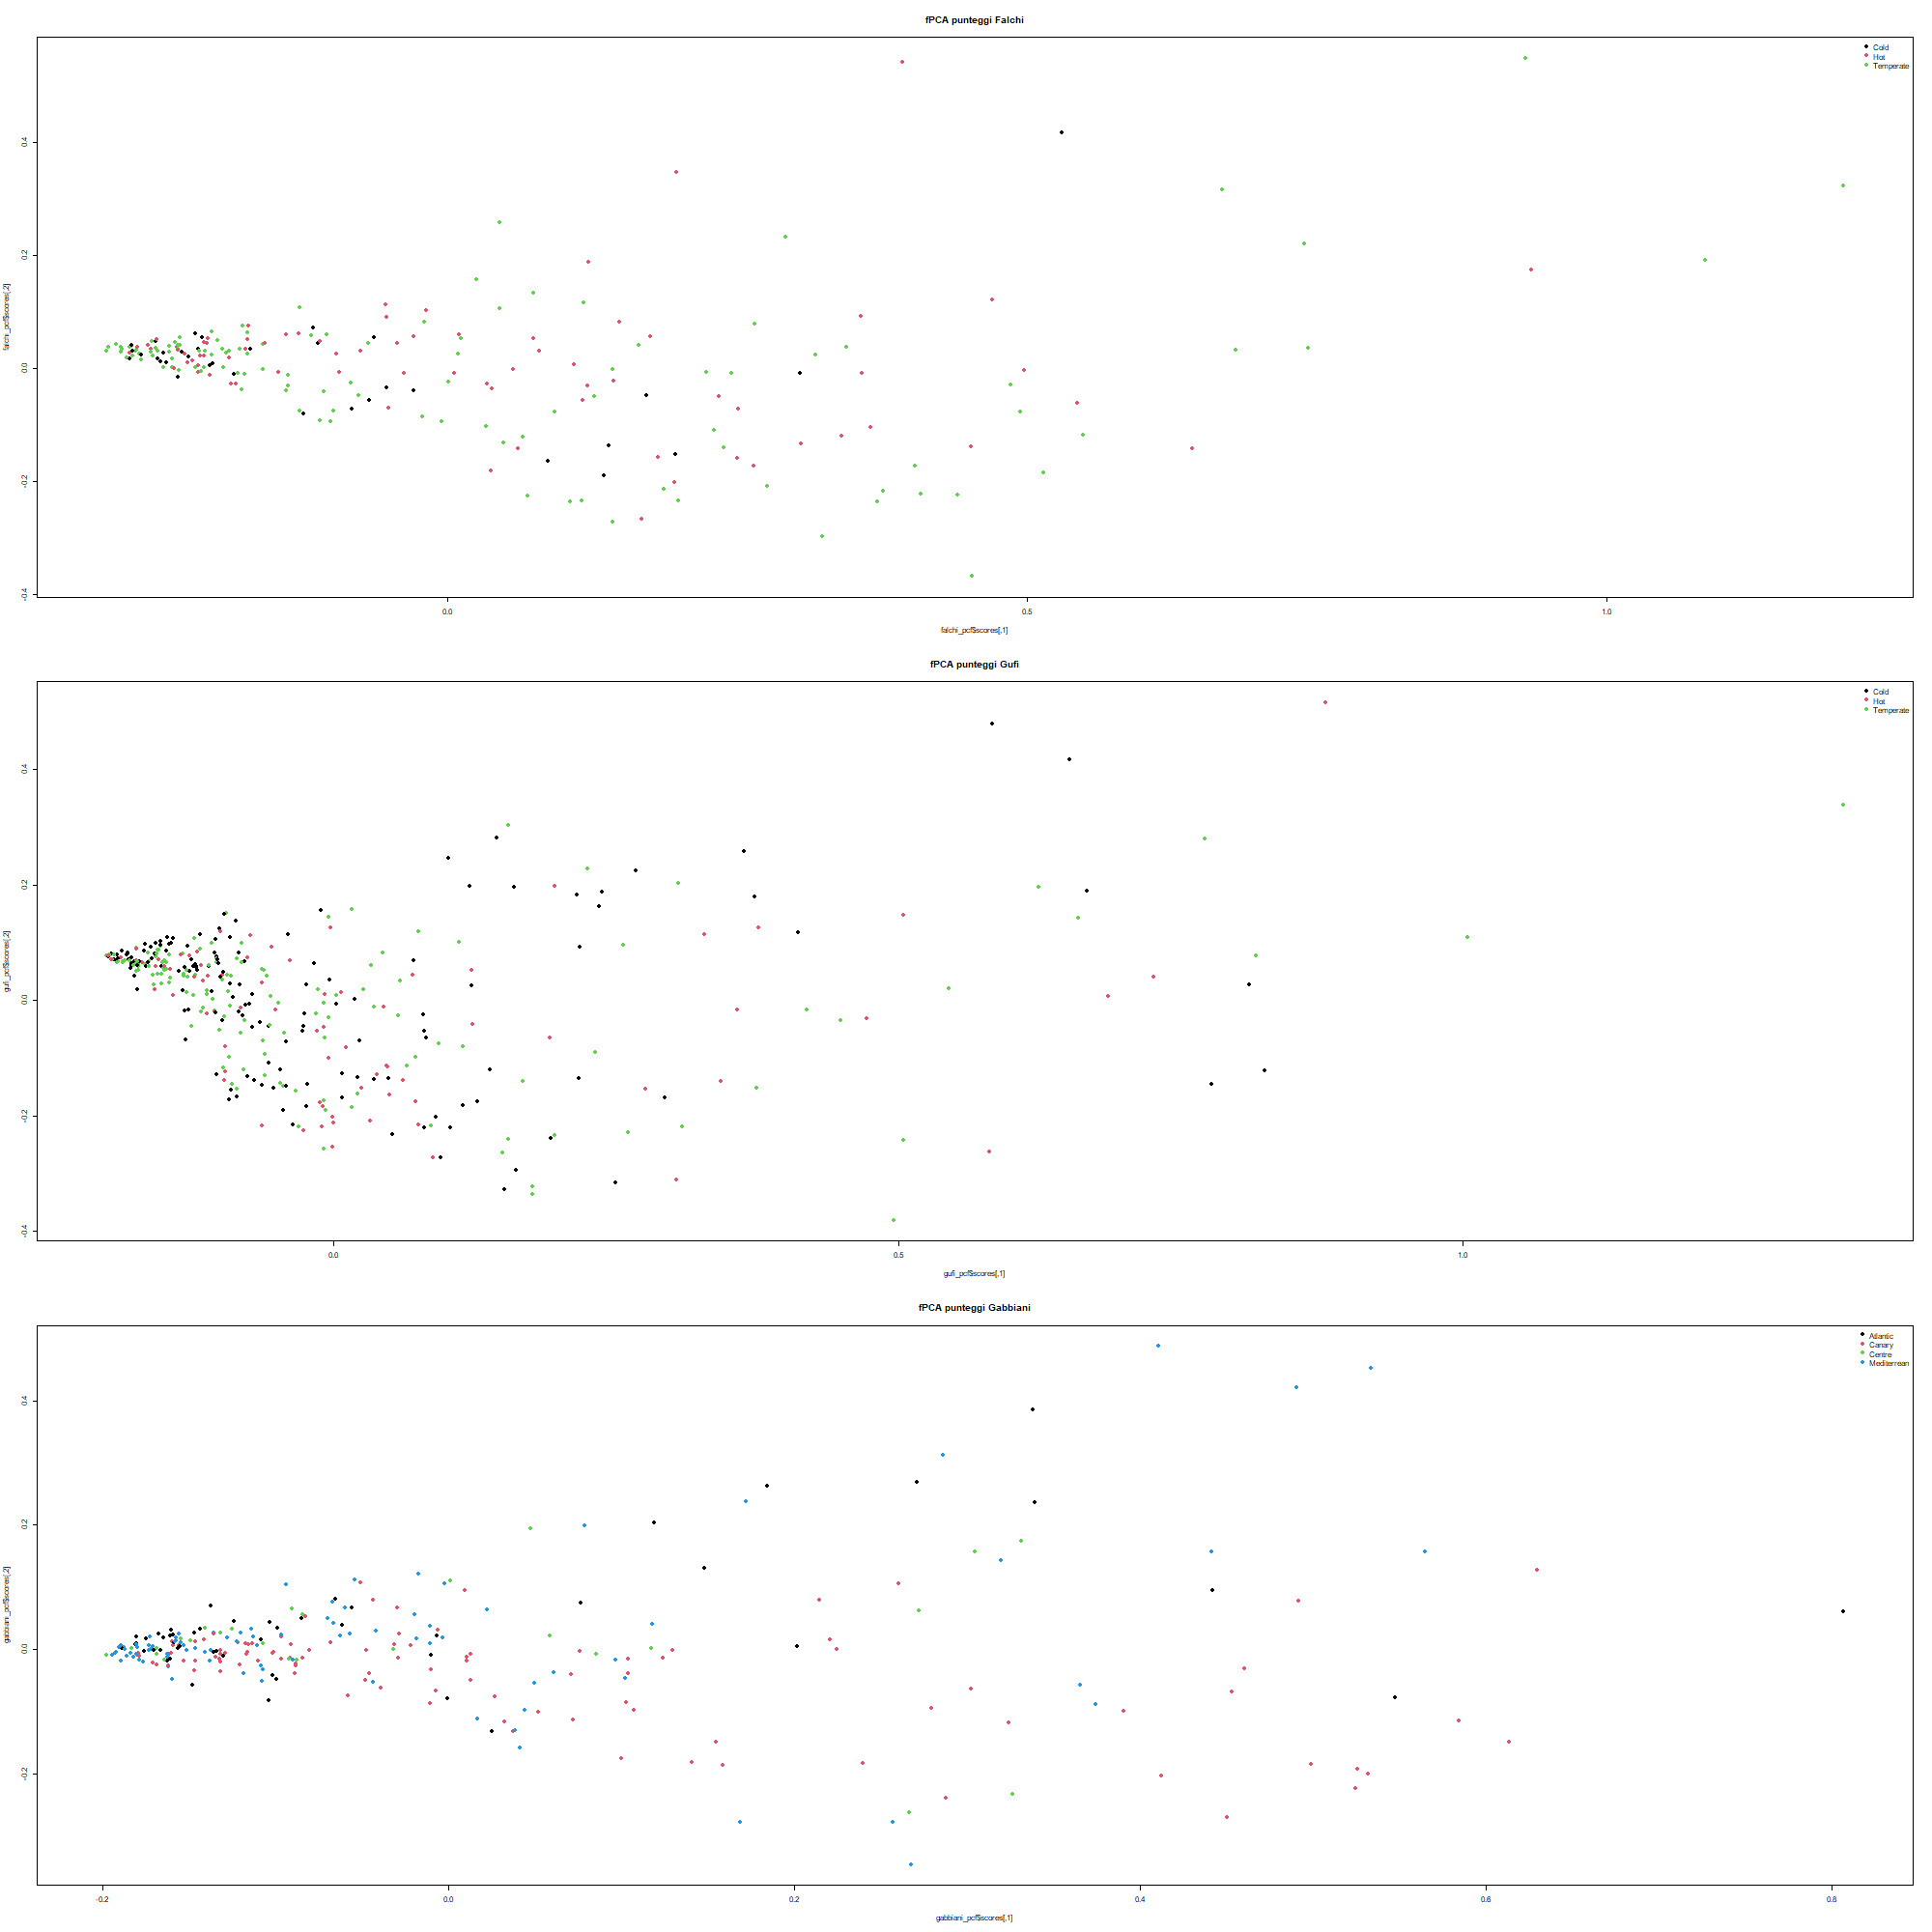 fPCA punteggi Falchi
Cold
Hot
Temperate
0.4
0.2
0.0
-0.2
-0.4
falchi_pcf$scores[,2]
0.0 0.5 1.0
falchi_pcf$scores[,1]
fPCA punteggi Gufi
Cold
Hot
Temperate
0.4
0.2
0.0
-0.2
-0.4
gufi_pcf$scores[,2]
0.0 0.5 1.0
gufi_pcf$scores[,1]
fPCA punteggi Gabbiani
Atlantic
Canary
Centre
Mediterrean
0.4
0.2
0.0
-0.2
gabbiani_pcf$scores[,2]
-0.2 0.0 0.2 0.4 0.6 0.8
gabbiani_pcf$scores[,1]